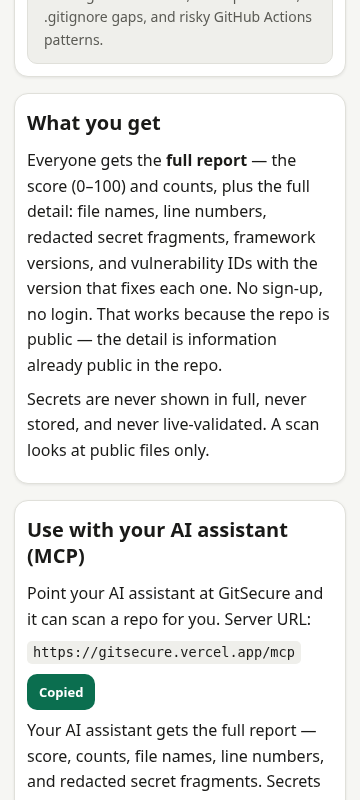 .gitignore gaps, and risky GitHub Actions
patterns.
What you get
Everyone gets the full report — the
score (0–100) and counts, plus the full
detail: file names, line numbers,
redacted secret fragments, framework
versions, and vulnerability IDs with the
version that fixes each one. No sign-up,
no login. That works because the repo is
public — the detail is information
already public in the repo.
Secrets are never shown in full, never
stored, and never live-validated. A scan
looks at public files only.
Use with your AI assistant
(MCP)
Point your AI assistant at GitSecure and
it can scan a repo for you. Server URL:
https://gitsecure.vercel.app/mcp
Copied
Your AI assistant gets the full report —
score, counts, file names, line numbers,
and redacted secret fragments. Secrets